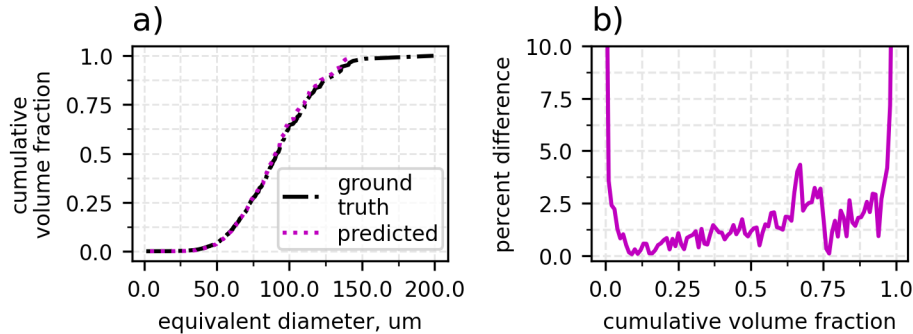 a)
cumulative
volume fraction
1.0
0.75
0.5
0.25
0.0
ground
truth
predicted
0.0 50.0 100.0 150.0 200.0
equivalent diameter, um
b)
percent difference
10.0
7.5
5.0
2.5
0.0
0.0 0.25 0.5 0.75 1.0
cumulative volume fraction